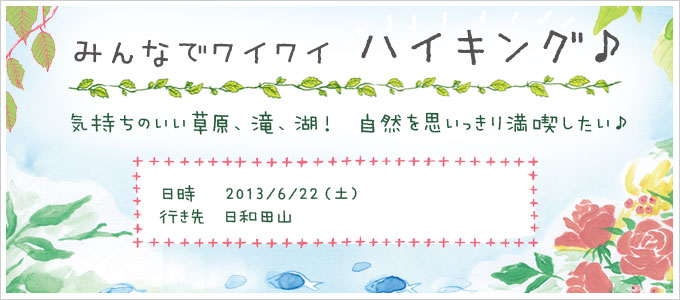 みんなでワイワイ ハイキング♪
気持ちのいい草原、滝、湖！ 自然を思いっきり満喫したい♪
日時 2013/6/22（土）
行き先 日和田山